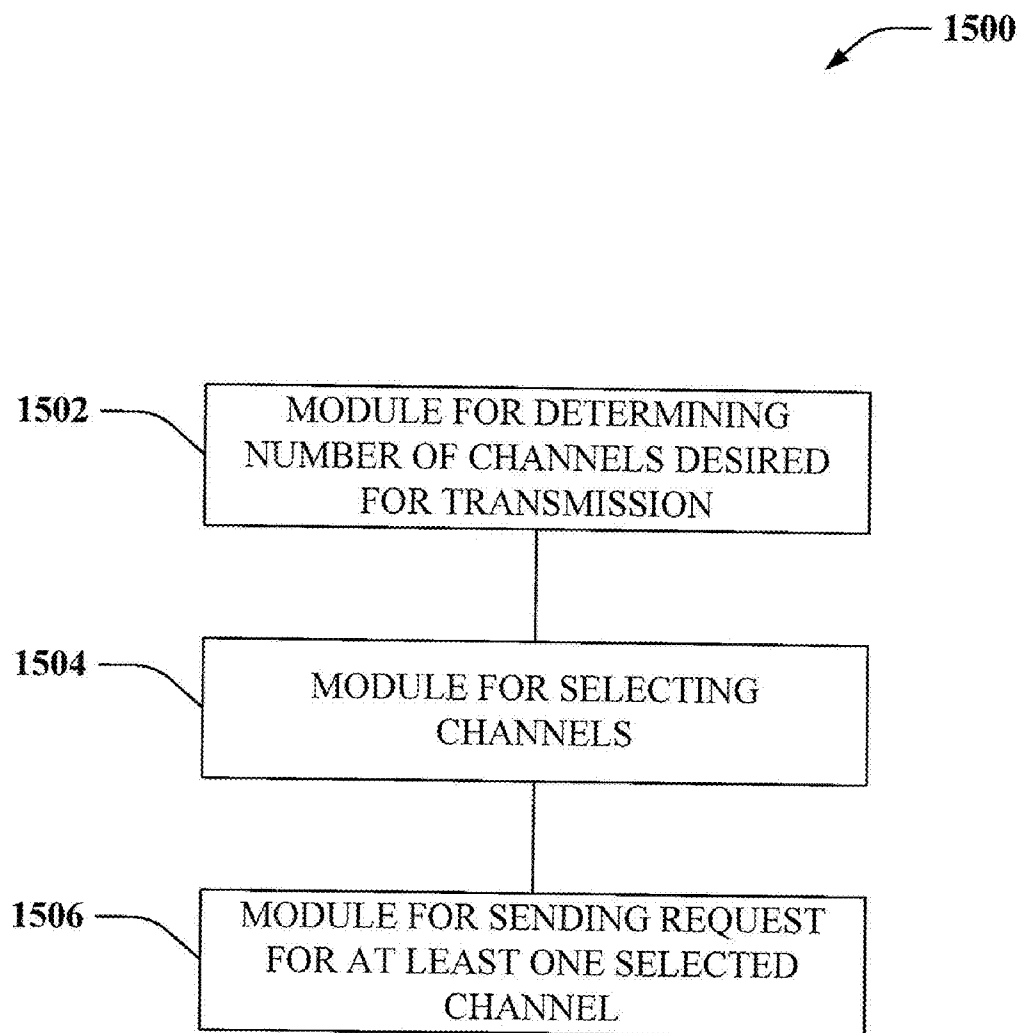 1500
1502
MODULE FOR DETERMINING
NUMBER OF CHANNELS DESIRED
FOR TRANSMISSION
1504
MODULE FOR SELECTING
CHANNELS
1506
MODULE FOR SENDING REQUEST
FOR AT LEAST ONE SELECTED
CHANNEL